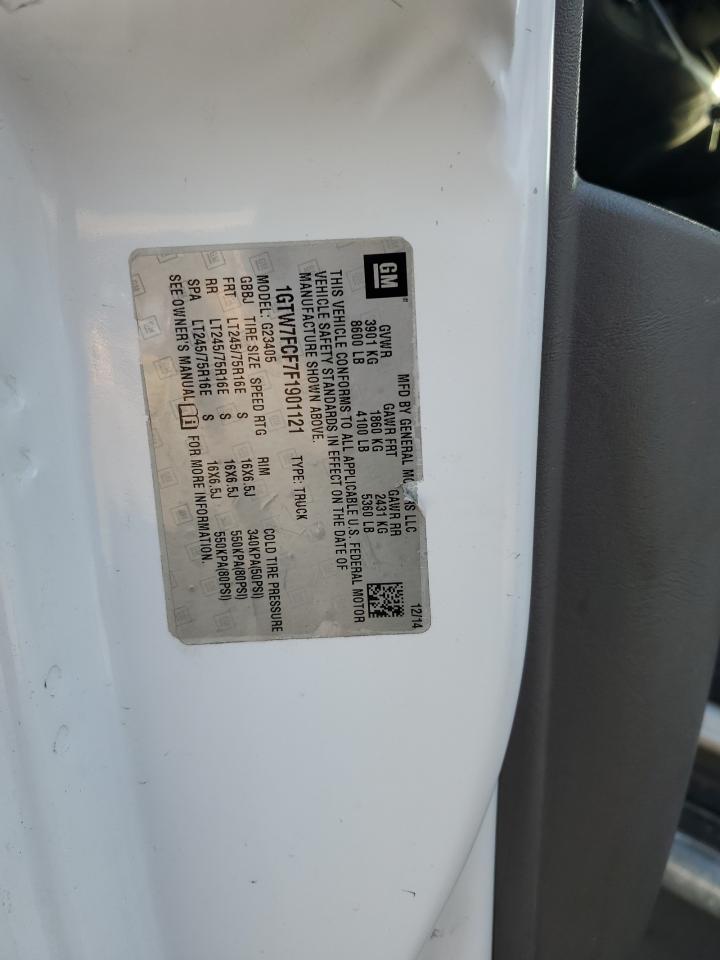 GM ®
MFD BY GENERAL MO RS LLC 12/14
GVWR GAWR FRT GAWR RR
3901 KG 1860 KG 2431 KG
8600 LB 4100 LB 5360 LB
THIS VEHICLE CONFORMS TO ALL APPLICABLE U.S. FEDERAL MOTOR
VEHICLE SAFETY STANDARDS IN EFFECT ON THE DATE OF
MANUFACTURE SHOWN ABOVE.
1GTW7FCF7F1901121 TYPE: TRUCK
MODEL: G23405
GBBJ TIRE SIZE SPEED RTG RIM COLD TIRE PRESSURE
FRT LT245/75R16E S 16X6.5J 340KPA(50PSI)
RR LT245/75R16E S 16X6.5J 550KPA(80PSI)
SPA LT245/75R16E S 16X6.5J 550KPA(80PSI)
SEE OWNER'S MANUAL FOR MORE INFORMATION.